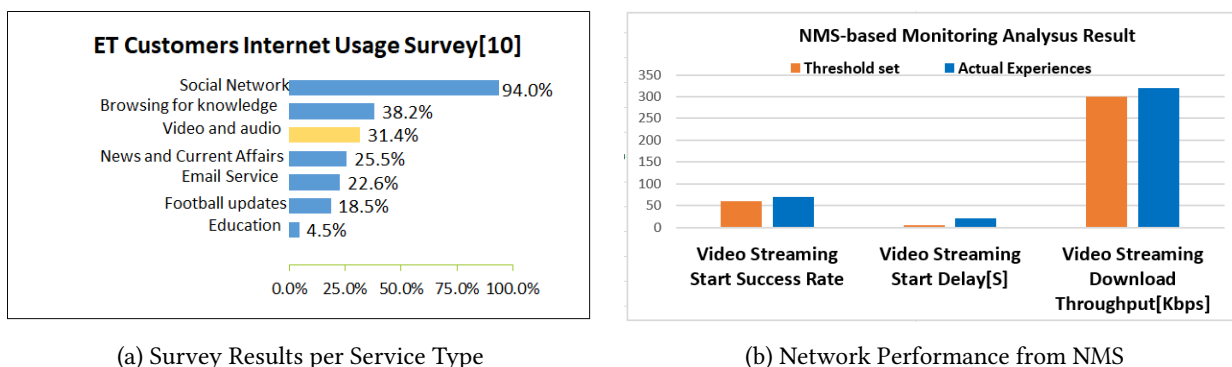 ET Customers Internet Usage Survey[10]
Social Network
94.0%
Browsing for knowledge
38.2%
Video and audio
31.4%
News and Current Affairs
25.5%
Email Service
22.6%
Football updates
18.5%
Education
4.5%
0.0% 25.0% 50.0% 75.0% 100.0%
(a) Survey Results per Service Type
NMS-based Monitoring Analysus Result
Threshold set Actual Experiences
350
300
250
200
150
100
50
0
Video Streaming
Start Success Rate
Video Streaming
Start Delay[S]
Video Streaming
Download
Throughput[Kbps]
(b) Network Performance from NMS